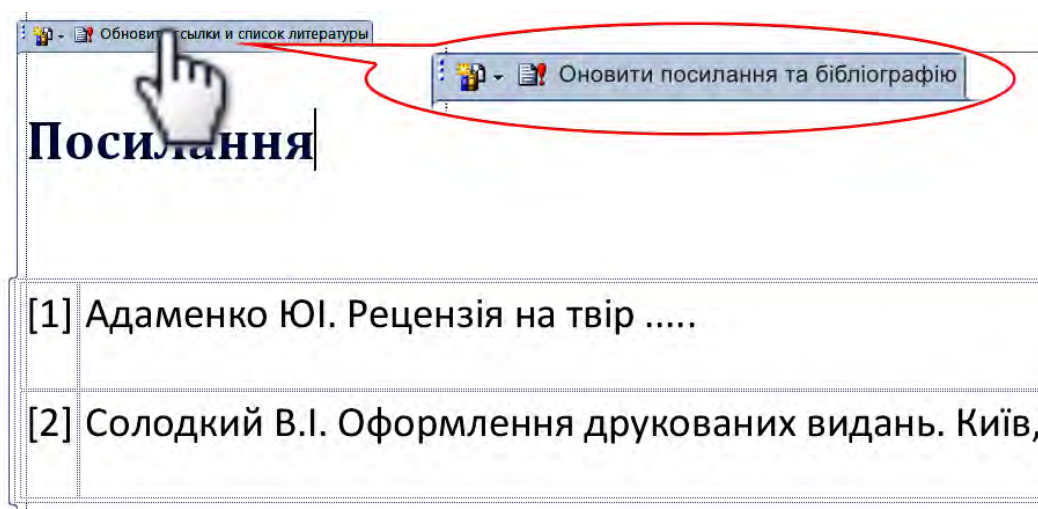 Обновить ссылки и список литературы
Оновити посилання та бібліографію
Посилання
[1] Адаменко ЮІ. Рецензія на твір .....
[2] Солодкий В.І. Оформлення друкованих видань. Київ,